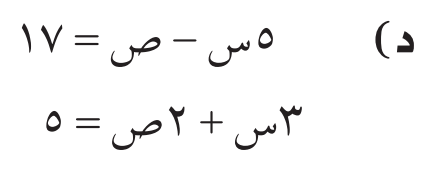 د) ٥س − ص = ١٧
٣س + ٢ص = ٥